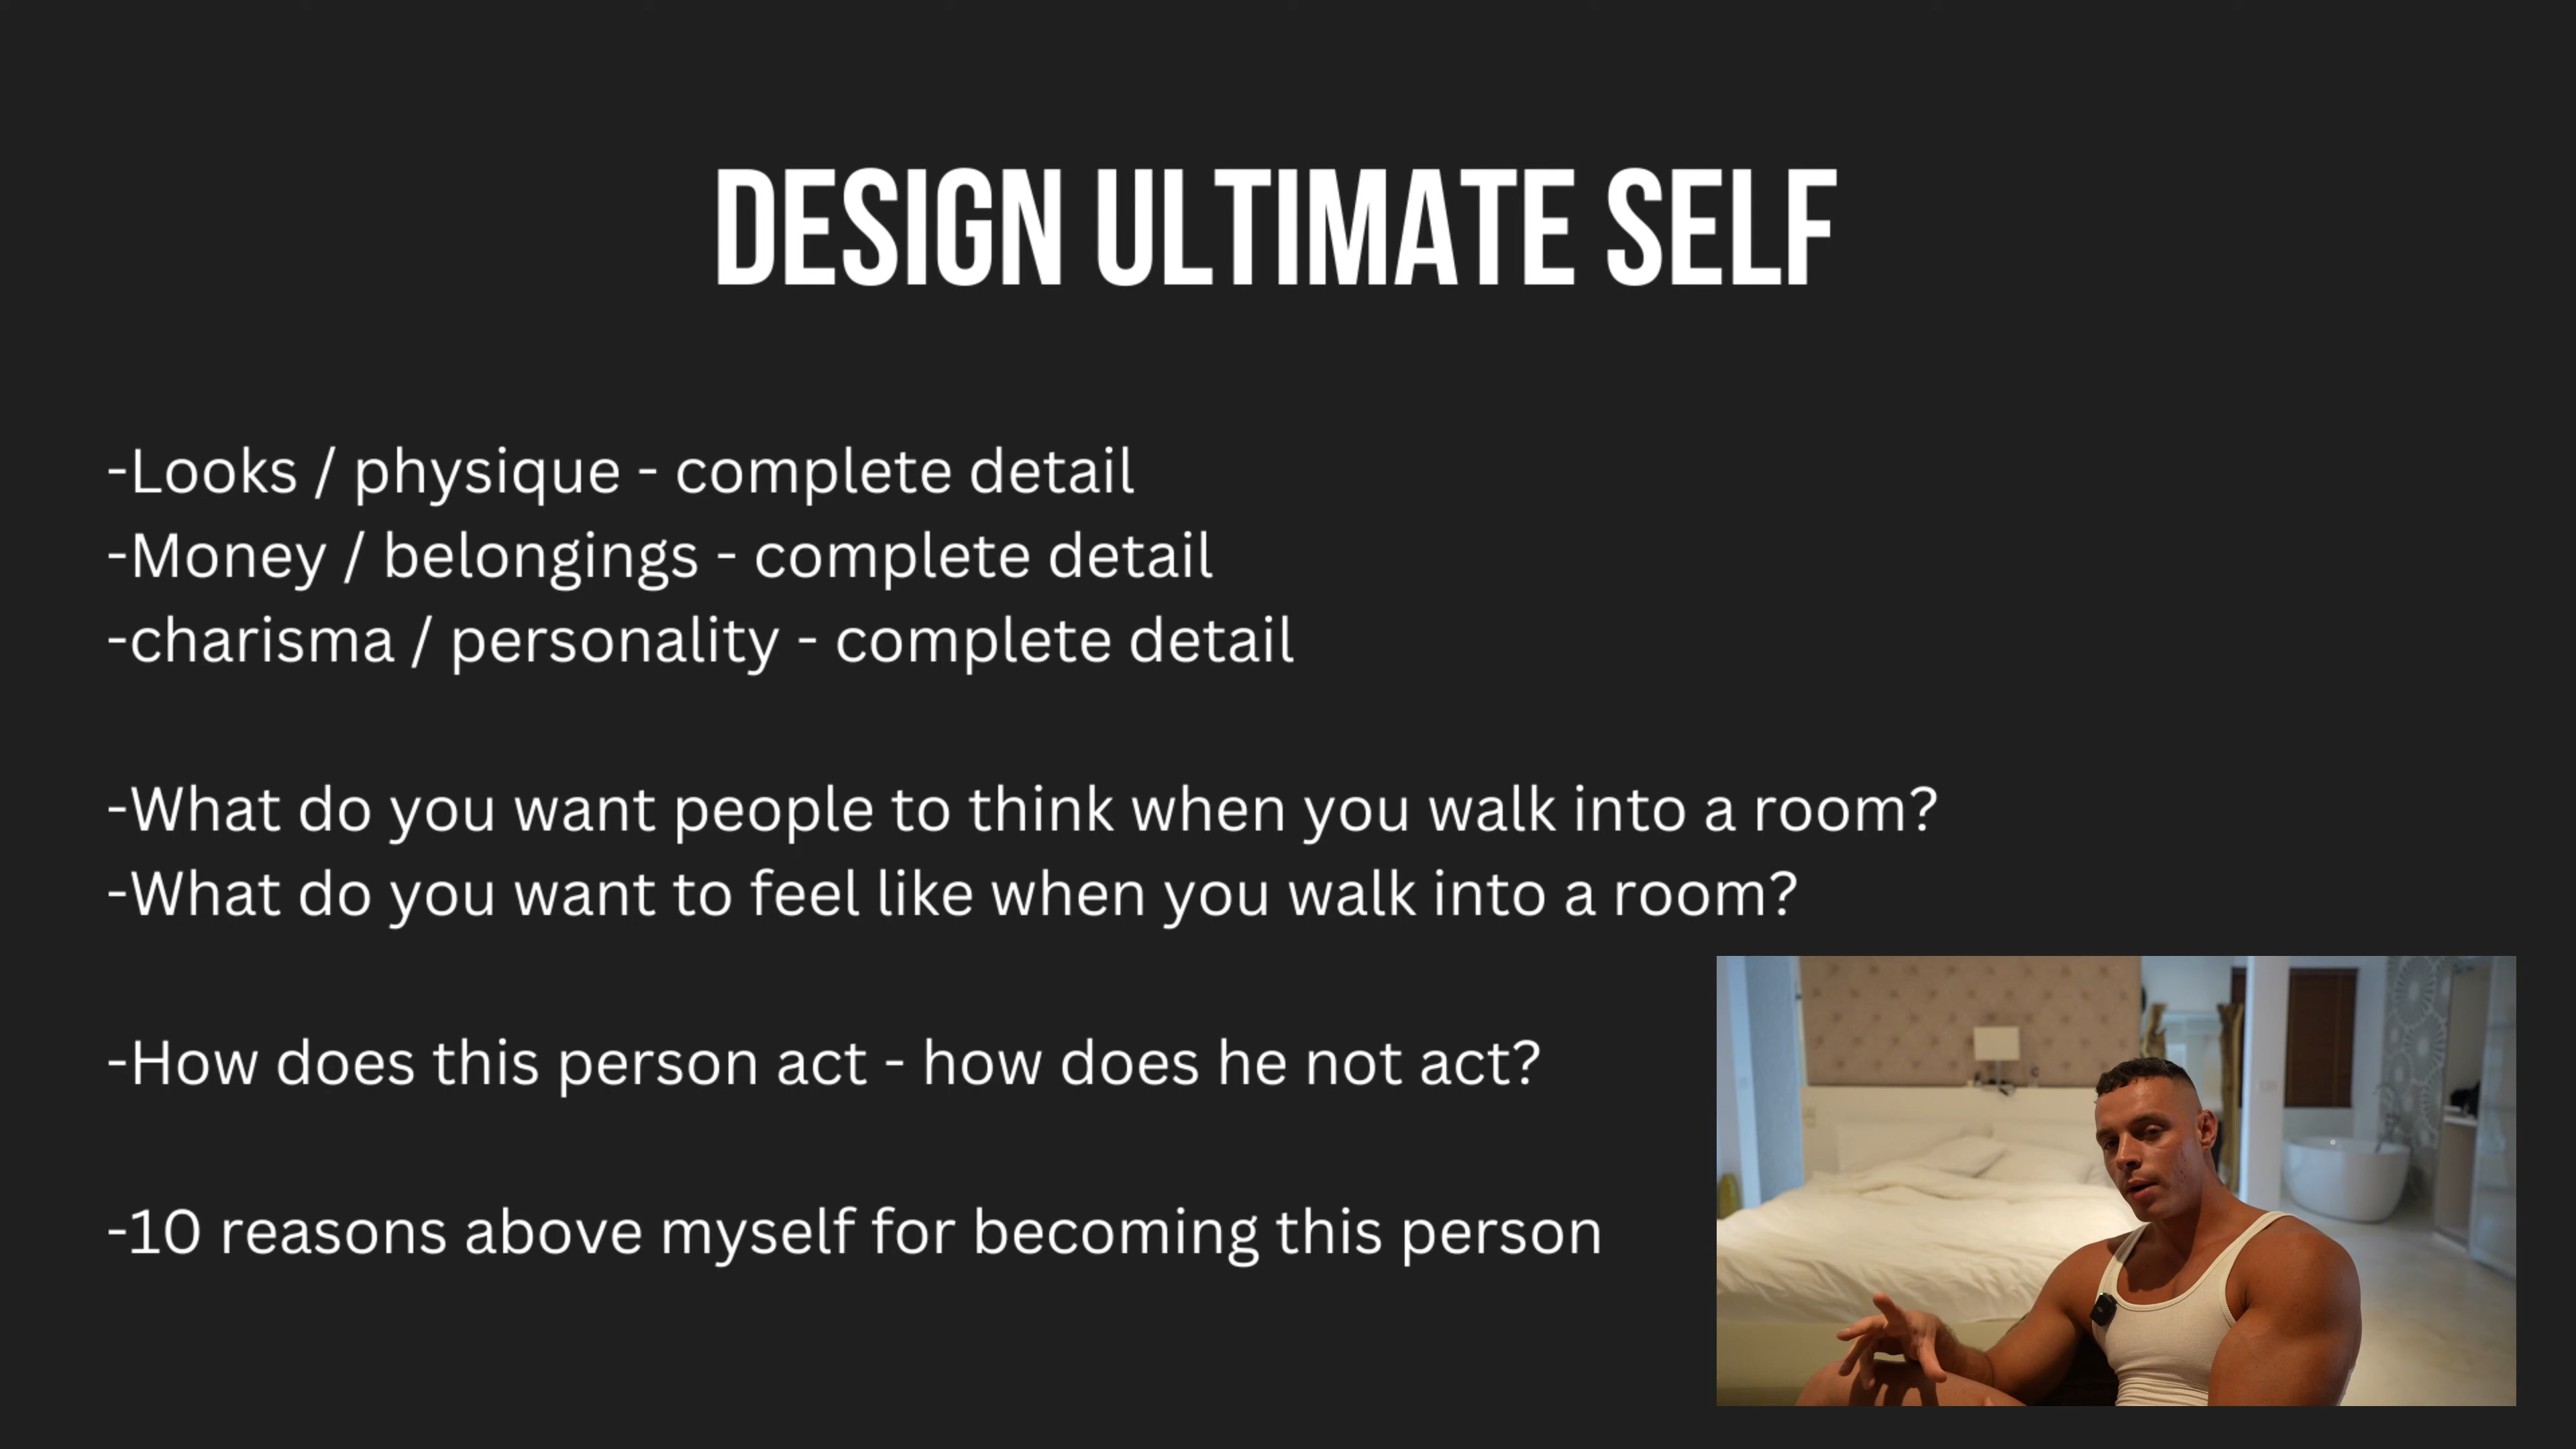 DESIGN ULTIMATE SELF
-Looks / physique - complete detail
-Money / belongings - complete detail
-charisma / personality - complete detail
-What do you want people to think when you walk into a room?
-What do you want to feel like when you walk into a room?
-How does this person act - how does he not act?
-10 reasons above myself for becoming this person